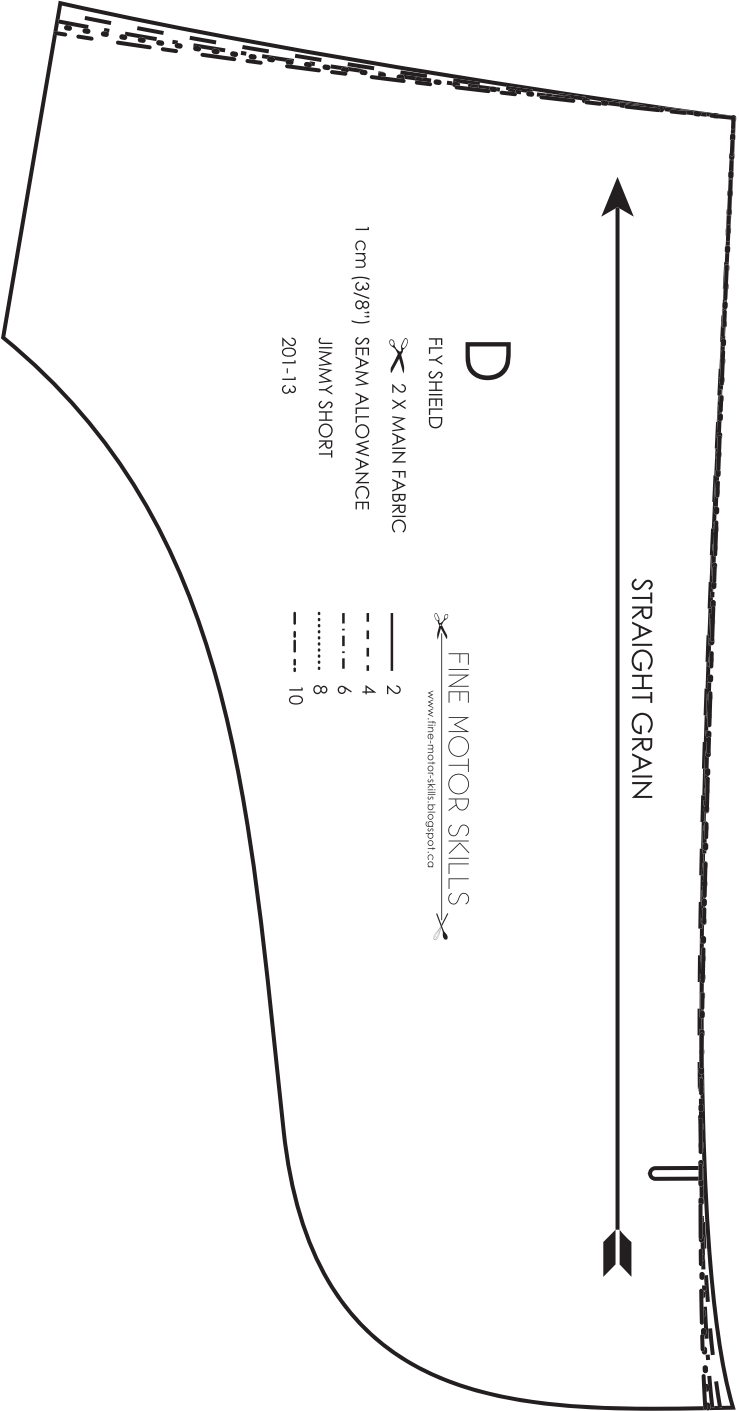 STRAIGHT GRAIN
D
FLY SHIELD
2 X MAIN FABRIC
1 cm (3/8") SEAM ALLOWANCE
JIMMY SHORT
201-13
FINE MOTOR SKILLS
www.fine-motor-skills.blogspot.ca
2
4
6
8
10